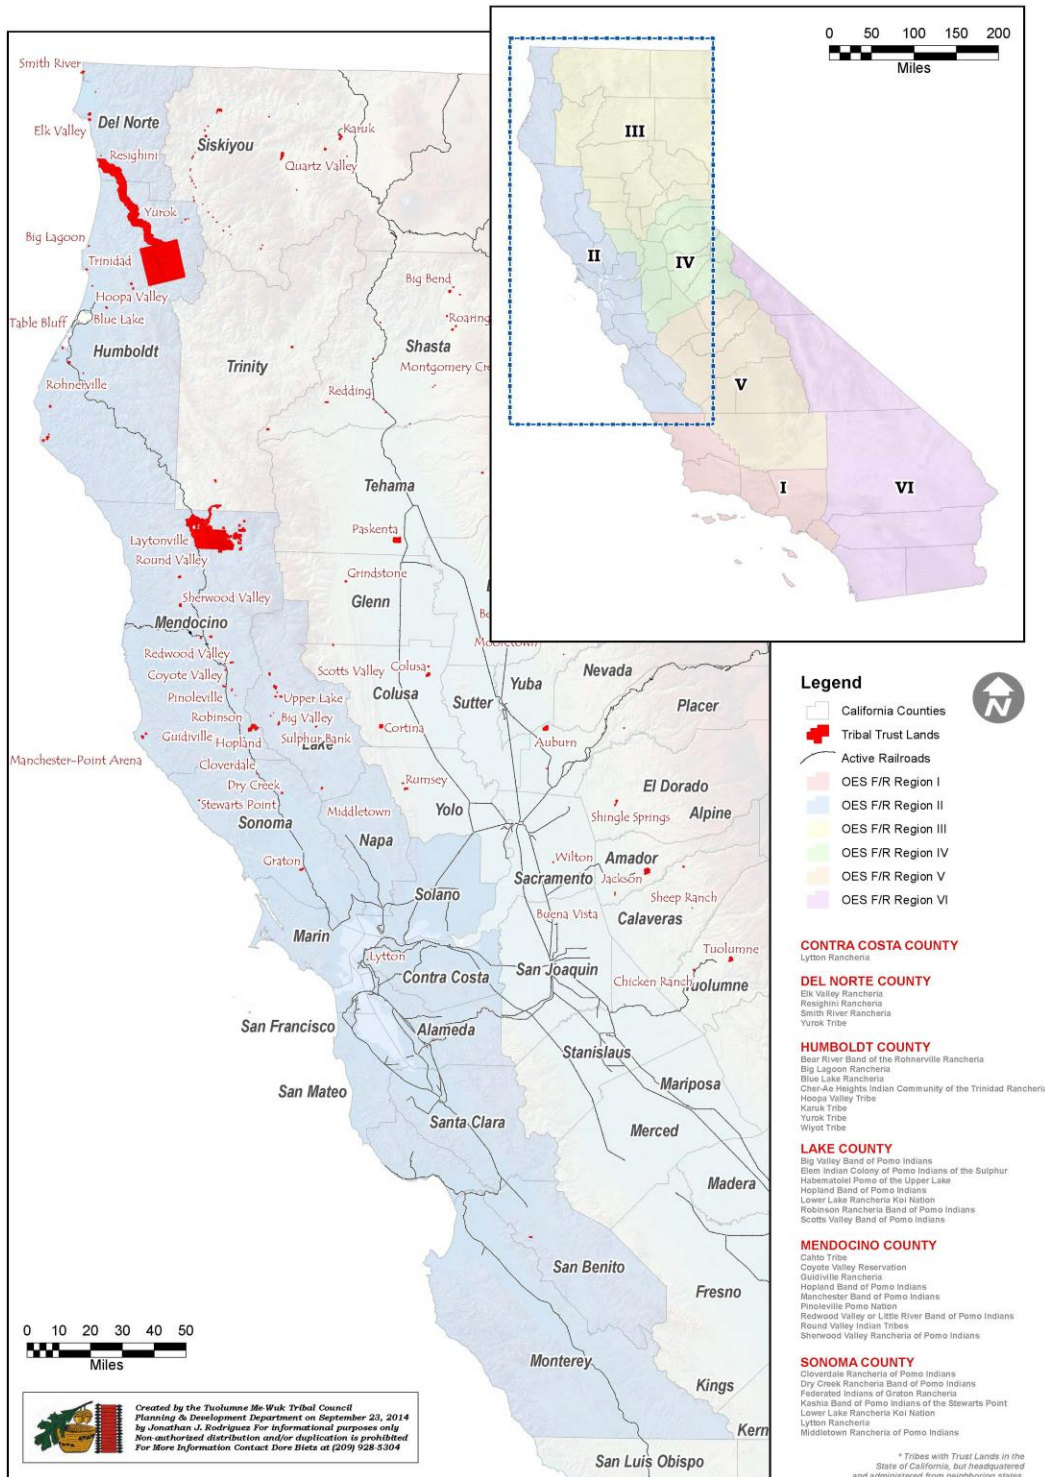 0 50 100 150 200
Miles
III
II
IV
V
I
VI
Smith River
Del Norte
Elk Valley
Karuk
Siskiyou
Resighini
Quartz Valley
Yurok
Big Lagoon
Trinidad
Big Bend
Hoopa Valley
Table Bluff
Blue Lake
Roaring
Humboldt
Shasta
Trinity
Montgomery Cre
Rohnerville
Redding
Tehama
Paskenta
Laytonville
Round Valley
Grindstone
Glenn
Sherwood Valley
Mendocino
Mooretown
Redwood Valley
Scotts Valley
Colusa
Nevada
Coyote Valley
Yuba
Pinoleville
Upper Lake
Colusa
Sutter
Placer
Robinson
Big Valley
Cortina
Guidiville
Hopland
Sulphur Bank
Auburn
Lake
Manchester-Point Arena
Cloverdale
Dry Creek
Rumsey
El Dorado
Stewarts Point
Middletown
Yolo
Shingle Springs
Alpine
Sonoma
Napa
Graton
Wilton
Amador
Sacramento
Jackson
Solano
Sheep Ranch
Buena Vista
Calaveras
Marin
Tuolumne
Lytton
San Joaquin
Contra Costa
Chicken Ranch
Tuolumne
San Francisco
Alameda
Stanislaus
San Mateo
Mariposa
Santa Clara
Merced
Madera
San Benito
Fresno
Monterey
Kings
Kern
San Luis Obispo
0 10 20 30 40 50
Miles
Created by the Tuolumne Me-Wuk Tribal Council
Planning & Development Department on September 23, 2014
by Jonathan J. Rodriguez For informational purposes only
Non-authorized distribution and/or duplication is prohibited
For More Information Contact Dore Bietz at (209) 928-5304
Legend
N
California Counties
Tribal Trust Lands
Active Railroads
OES F/R Region I
OES F/R Region II
OES F/R Region III
OES F/R Region IV
OES F/R Region V
OES F/R Region VI
CONTRA COSTA COUNTY
Lytton Rancheria
DEL NORTE COUNTY
Elk Valley Rancheria
Resighini Rancheria
Smith River Rancheria
Yurok Tribe
HUMBOLDT COUNTY
Bear River Band of the Rohnerville Rancheria
Big Lagoon Rancheria
Blue Lake Rancheria
Cher-Ae Heights Indian Community of the Trinidad Rancheria
Hoopa Valley Tribe
Karuk Tribe
Yurok Tribe
Wiyot Tribe
LAKE COUNTY
Big Valley Band of Pomo Indians
Elem Indian Colony of Pomo Indians of the Sulphur
Habematolel Pomo of the Upper Lake
Hopland Band of Pomo Indians
Lower Lake Rancheria Koi Nation
Robinson Rancheria Band of Pomo Indians
Scotts Valley Band of Pomo Indians
MENDOCINO COUNTY
Cahto Tribe
Coyote Valley Reservation
Guidiville Rancheria
Hopland Band of Pomo Indians
Manchester Band of Pomo Indians
Pinoleville Pomo Nation
Redwood Valley or Little River Band of Pomo Indians
Round Valley Indian Tribes
Sherwood Valley Rancheria of Pomo Indians
SONOMA COUNTY
Cloverdale Rancheria of Pomo Indians
Dry Creek Rancheria Band of Pomo Indians
Federated Indians of Graton Rancheria
Kashia Band of Pomo Indians of the Stewarts Point
Lower Lake Rancheria Koi Nation
Lytton Rancheria
Middletown Rancheria of Pomo Indians
* Tribes with Trust Lands in the
State of California, but headquartered
and administered from neighboring states.